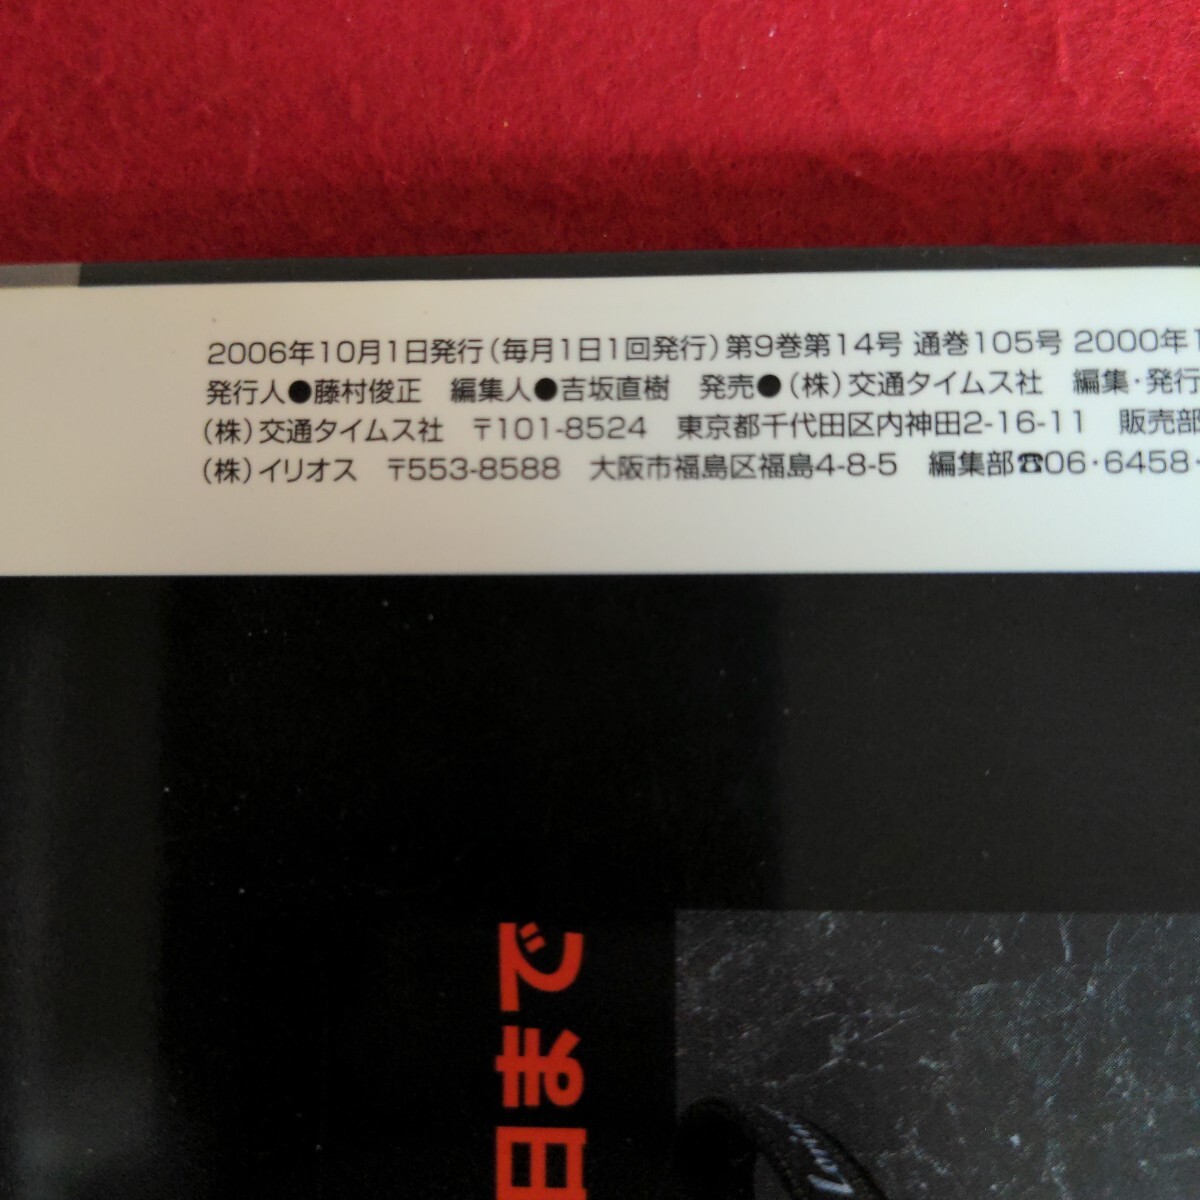 2006年10月1日発行（毎月1日1回発行）第9巻第14号 通巻105号 2000年1
発行人●藤村俊正　編集人●吉坂直樹　発売●（株）交通タイムス社　編集・発行
（株）交通タイムス社　〒101-8524　東京都千代田区内神田2-16-11　販売部
（株）イリオス　〒553-8588　大阪市福島区福島4-8-5　編集部☎06・6458・
日まで